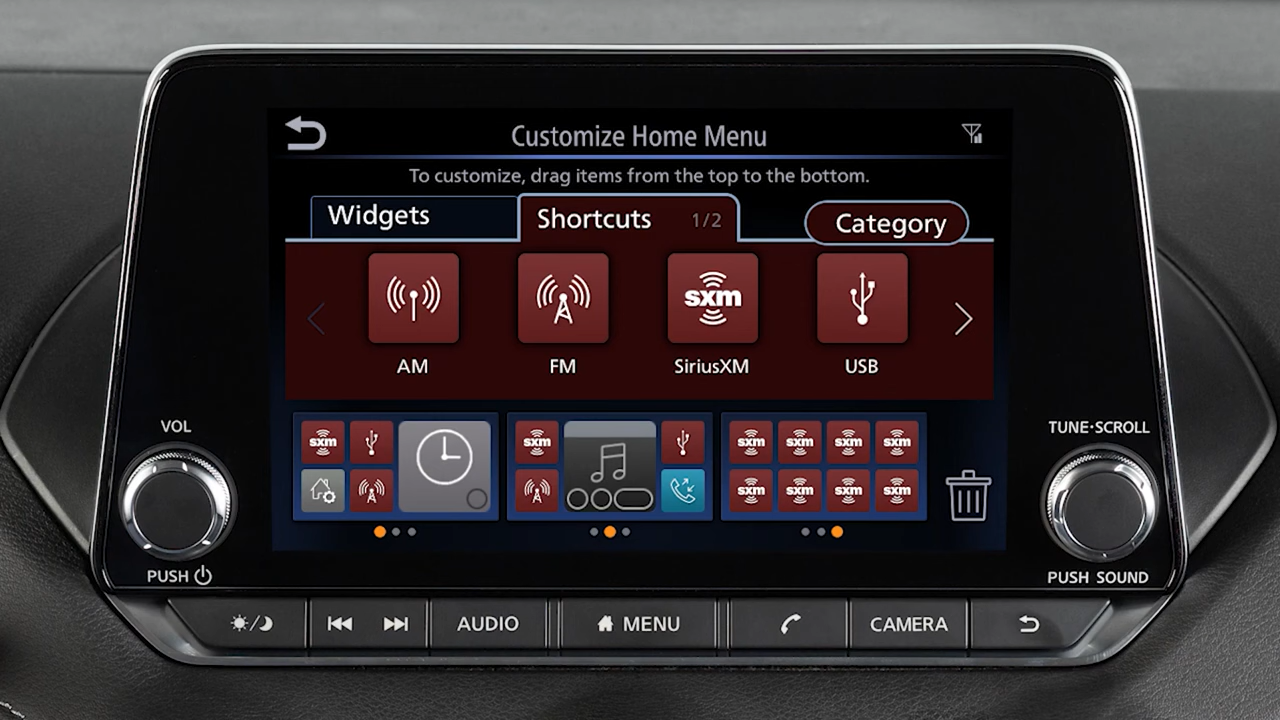 Customize Home Menu
To customize, drag items from the top to the bottom.
Widgets
Shortcuts 1/2
Category
sxm
AM FM SiriusXM USB
sxm sxm sxm sxm sxm sxm
sxm sxm sxm sxm
VOL
TUNE·SCROLL
PUSH
PUSH SOUND
AUDIO MENU CAMERA